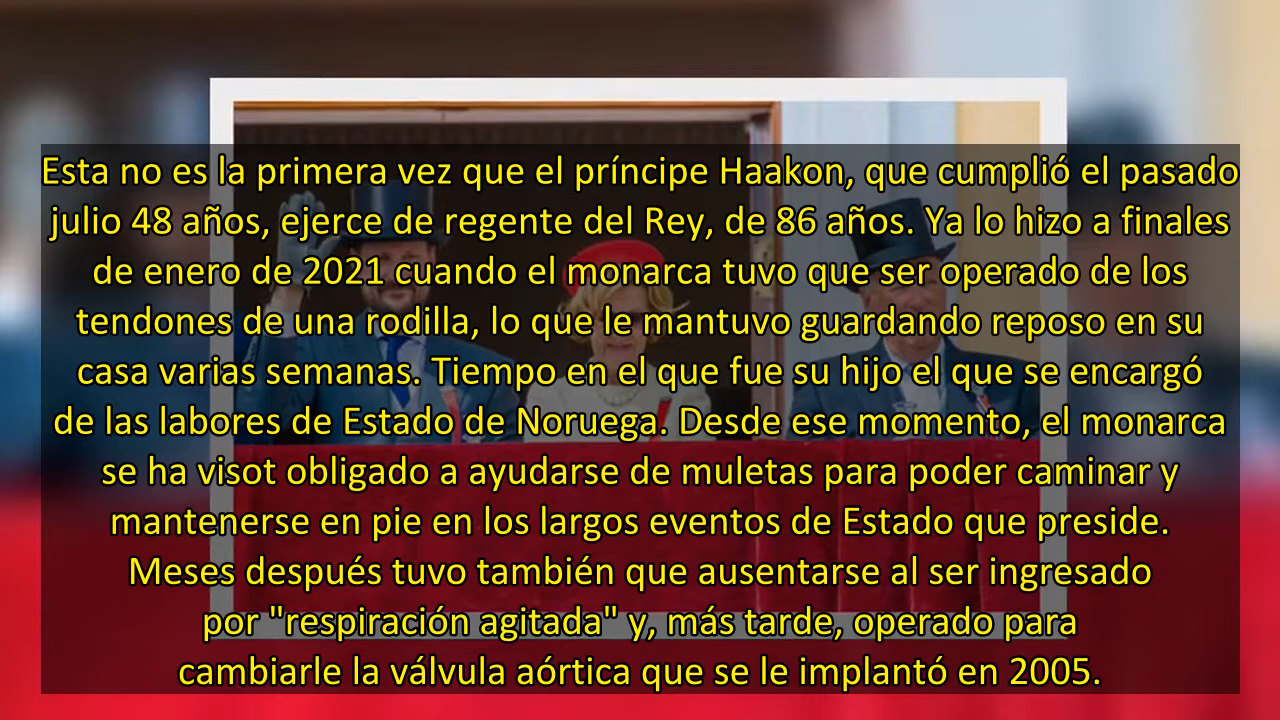 Esta no es la primera vez que el príncipe Haakon, que cumplió el pasado
julio 48 años, ejerce de regente del Rey, de 86 años. Ya lo hizo a finales
de enero de 2021 cuando el monarca tuvo que ser operado de los
tendones de una rodilla, lo que le mantuvo guardando reposo en su
casa varias semanas. Tiempo en el que fue su hijo el que se encargó
de las labores de Estado de Noruega. Desde ese momento, el monarca
se ha visot obligado a ayudarse de muletas para poder caminar y
mantenerse en pie en los largos eventos de Estado que preside.
Meses después tuvo también que ausentarse al ser ingresado
por "respiración agitada" y, más tarde, operado para
cambiarle la válvula aórtica que se le implantó en 2005.